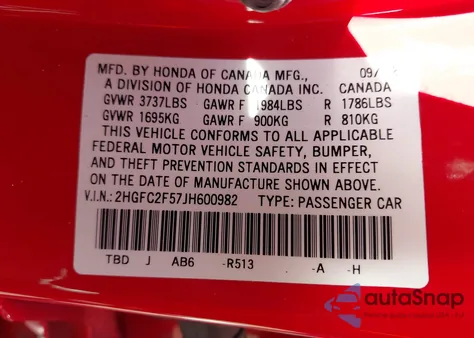 MFD. BY HONDA OF CANADA MFG., 09/
A DIVISION OF HONDA CANADA INC. CANADA
GVWR 3737LBS GAWR F 1984LBS R 1786LBS
GVWR 1695KG GAWR F 900KG R 810KG
THIS VEHICLE CONFORMS TO ALL APPLICABLE
FEDERAL MOTOR VEHICLE SAFETY, BUMPER,
AND THEFT PREVENTION STANDARDS IN EFFECT
ON THE DATE OF MANUFACTURE SHOWN ABOVE.
V.I.N.: 2HGFC2F57JH600982 TYPE: PASSENGER CAR
TBD J AB6 -R513 . -A -H
autoSnap